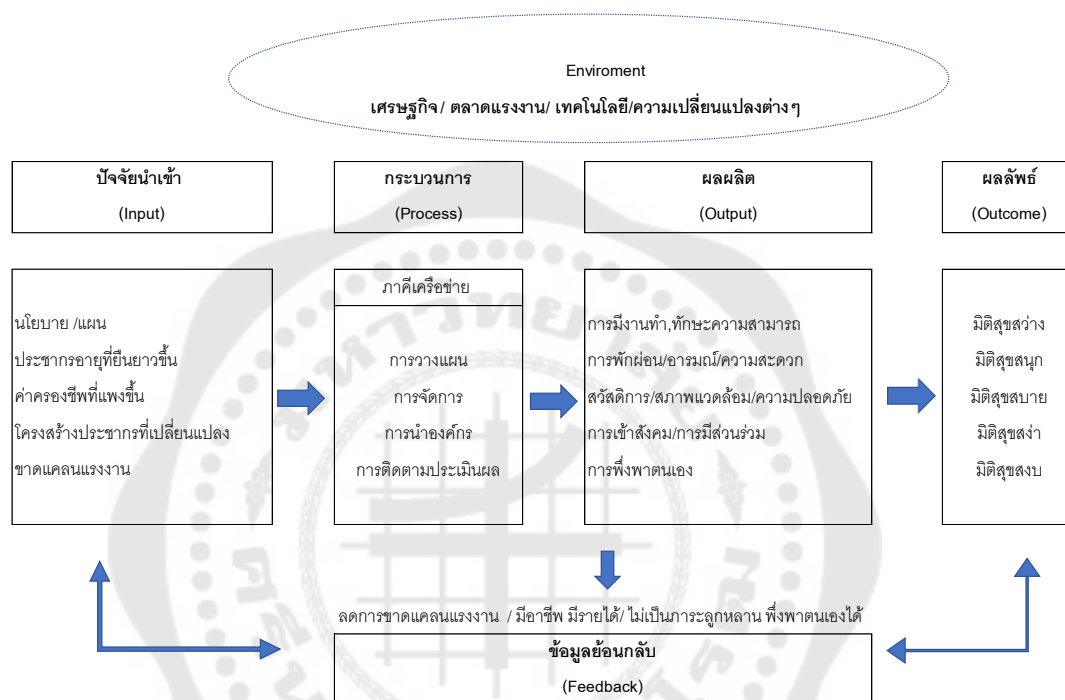 Enviroment
เศรษฐกิจ/ ตลาดแรงงาน/ เทคโนโลยี/ความเปลี่ยนแปลงต่างๆ
ปัจจัยนำเข้า
(Input)
กระบวนการ
(Process)
ผลผลิต
(Output)
ผลลัพธ์
(Outcome)
นโยบาย /แผน
ประชากรอายุที่ยืนยาวขึ้น
ค่าครองชีพที่แพงขึ้น
โครงสร้างประชากรที่เปลี่ยนแปลง
ขาดแคลนแรงงาน
ภาคีเครือข่าย
การวางแผน
การจัดการ
การนำองค์กร
การติดตามประเมินผล
การมีงานทำ,ทักษะความสามารถ
การพักผ่อน/อารมณ์/ความสะดวก
สวัสดิการ/สภาพแวดล้อม/ความปลอดภัย
การเข้าสังคม/การมีส่วนร่วม
การพึ่งพาตนเอง
มิติสุขสว่าง
มิติสุขสนุก
มิติสุขสบาย
มิติสุขสง่า
มิติสุขสงบ
ลดการขาดแคลนแรงงาน / มีอาชีพ มีรายได้/ ไม่เป็นภาระลูกหลาน พึ่งพาตนเองได้
ข้อมูลย้อนกลับ
(Feedback)